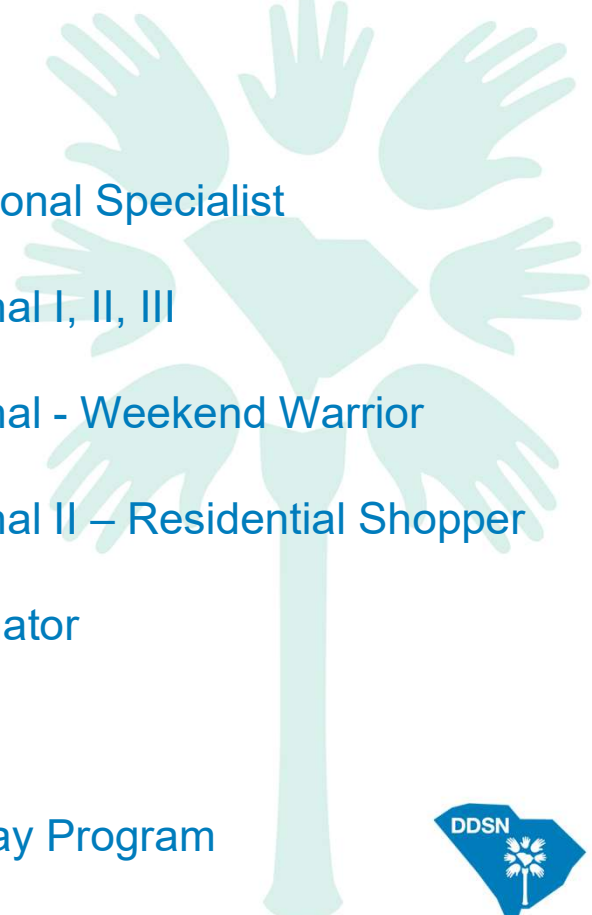 onal Specialist
nal I, II, III
nal - Weekend Warrior
nal II – Residential Shopper
ator
ay Program
DDSN